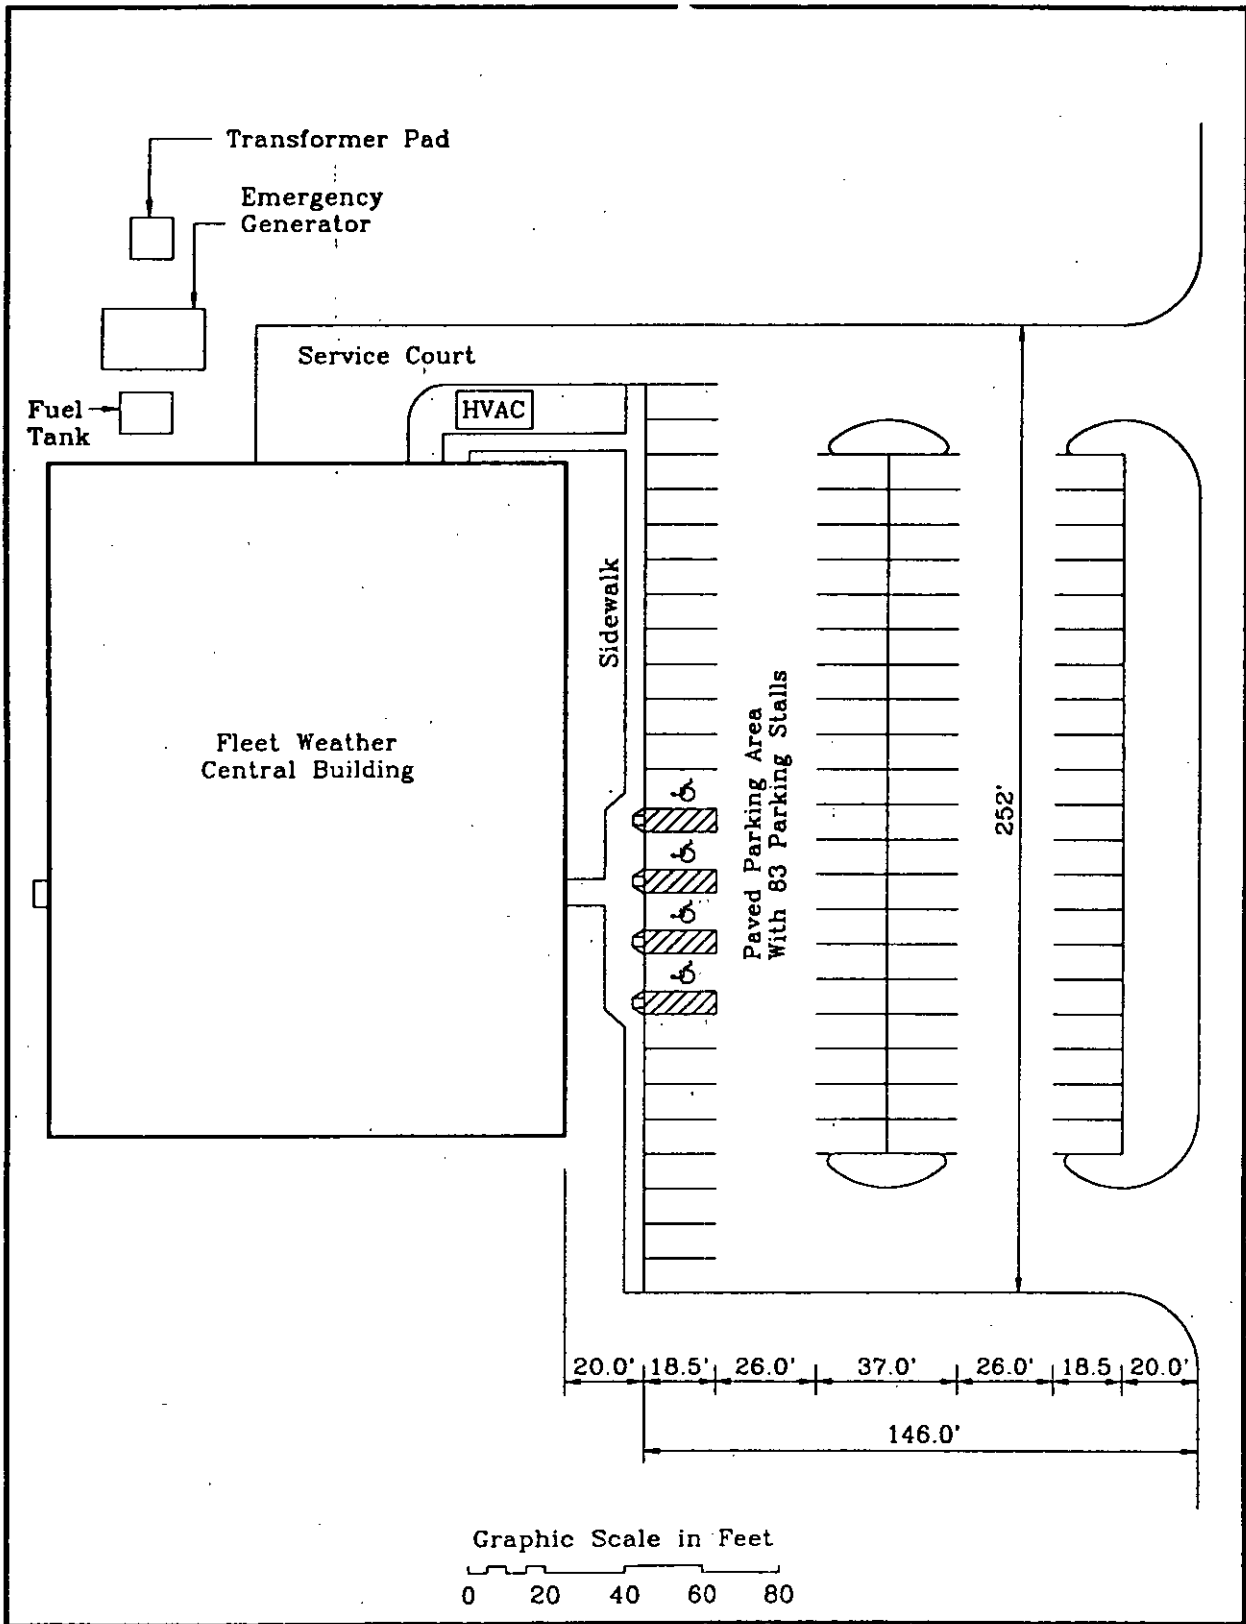 Transformer Pad
Emergency
Generator
Service Court
HVAC
Fuel
Tank
Sidewalk
Fleet Weather
Central Building
Paved Parking Area
With 83 Parking Stalls
252'
20.0' 18.5' 26.0' 37.0' 26.0' 18.5 20.0'
146.0'
Graphic Scale in Feet
0 20 40 60 80